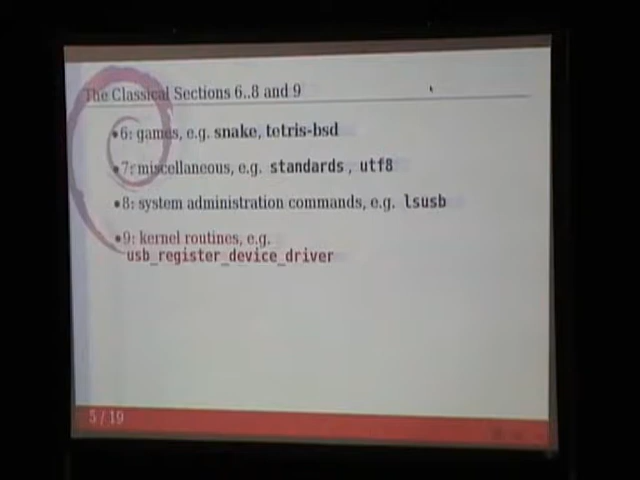 The Classical Sections 6..8 and 9
•6: games, e.g. snake, tetris-bsd
•7: miscellaneous, e.g. standards, utf8
•8: system administration commands, e.g. lsusb
•9: kernel routines, e.g.
usb_register_device_driver
5 / 19